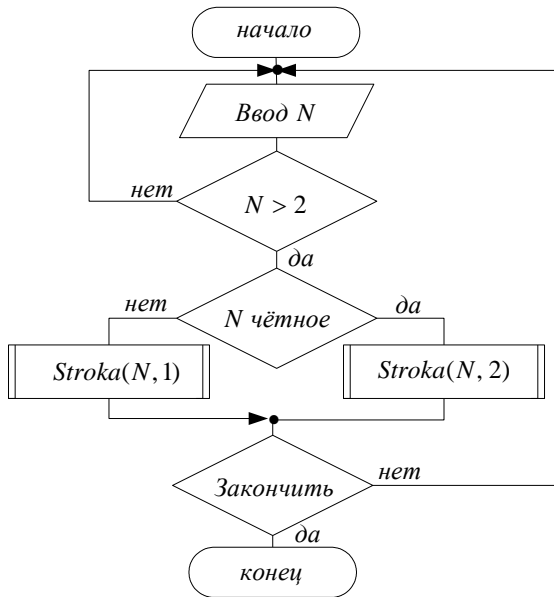 начало
Ввод N
нет
N > 2
да
нет
N чётное
да
Stroka(N, 1)
Stroka(N, 2)
Закончить
нет
да
конец